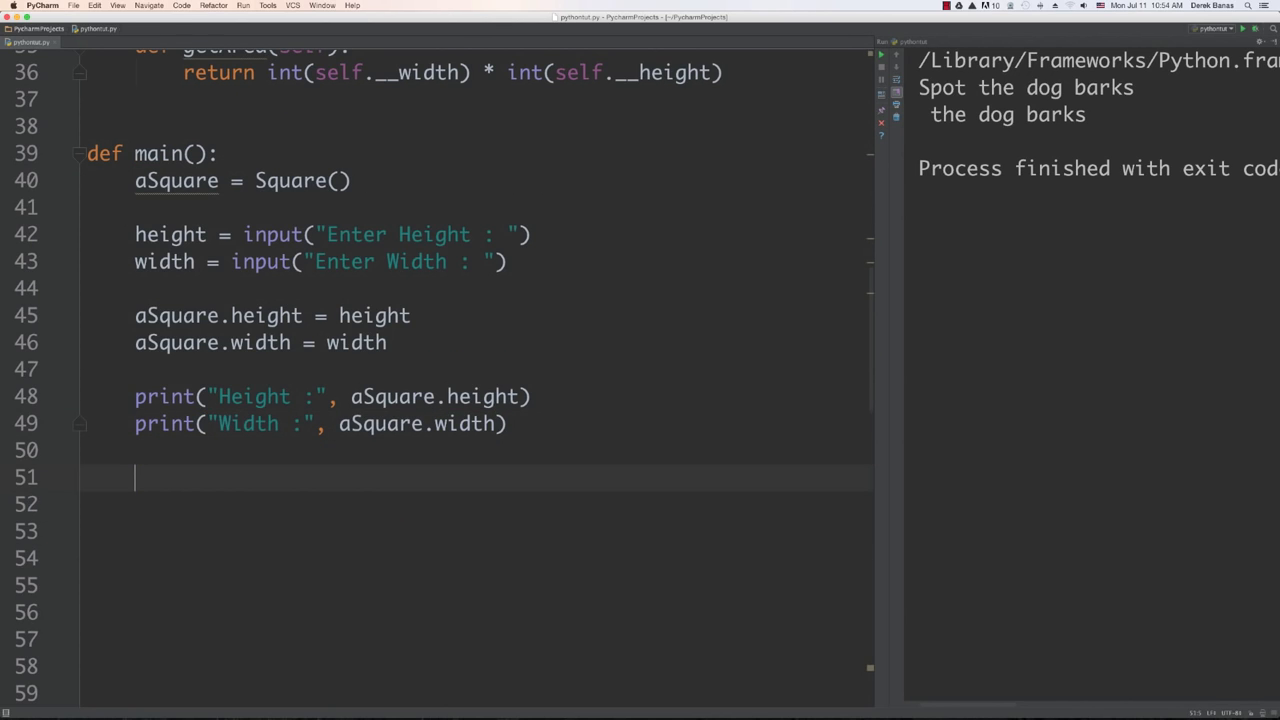 PyCharm File Edit View Navigate Code Refactor Run Tools VCS Window Help
10 Mon Jul 11 10:54 AM Derek Banas
pythontut.py - PycharmProjects - [~/PycharmProjects]
PycharmProjects pythontut.py
pythontut
pythontut.py
Run: pythontut
35 def getArea(self):
36 return int(self.__width) * int(self.__height)
37
38
39 def main():
40 aSquare = Square()
41
42 height = input("Enter Height : ")
43 width = input("Enter Width : ")
44
45 aSquare.height = height
46 aSquare.width = width
47
48 print("Height :", aSquare.height)
49 print("Width :", aSquare.width)
50
51
52
53
54
55
56
57
58
59
/Library/Frameworks/Python.fra
Spot the dog barks
the dog barks
Process finished with exit cod
LF UTF-8